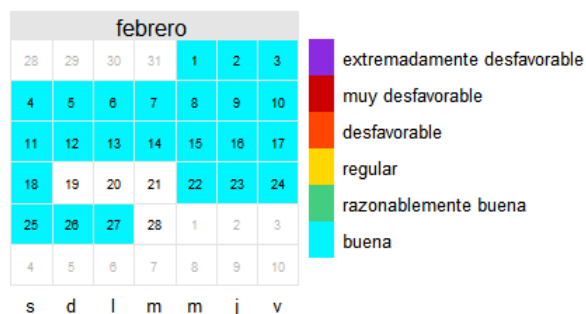 febrero
28 29 30 31 1 2 3
4 5 6 7 8 9 10
11 12 13 14 15 16 17
18 19 20 21 22 23 24
25 26 27 28 1 2 3
4 5 6 7 8 9 10
s d l m m j v
extremadamente desfavorable
muy desfavorable
desfavorable
regular
razonablemente buena
buena